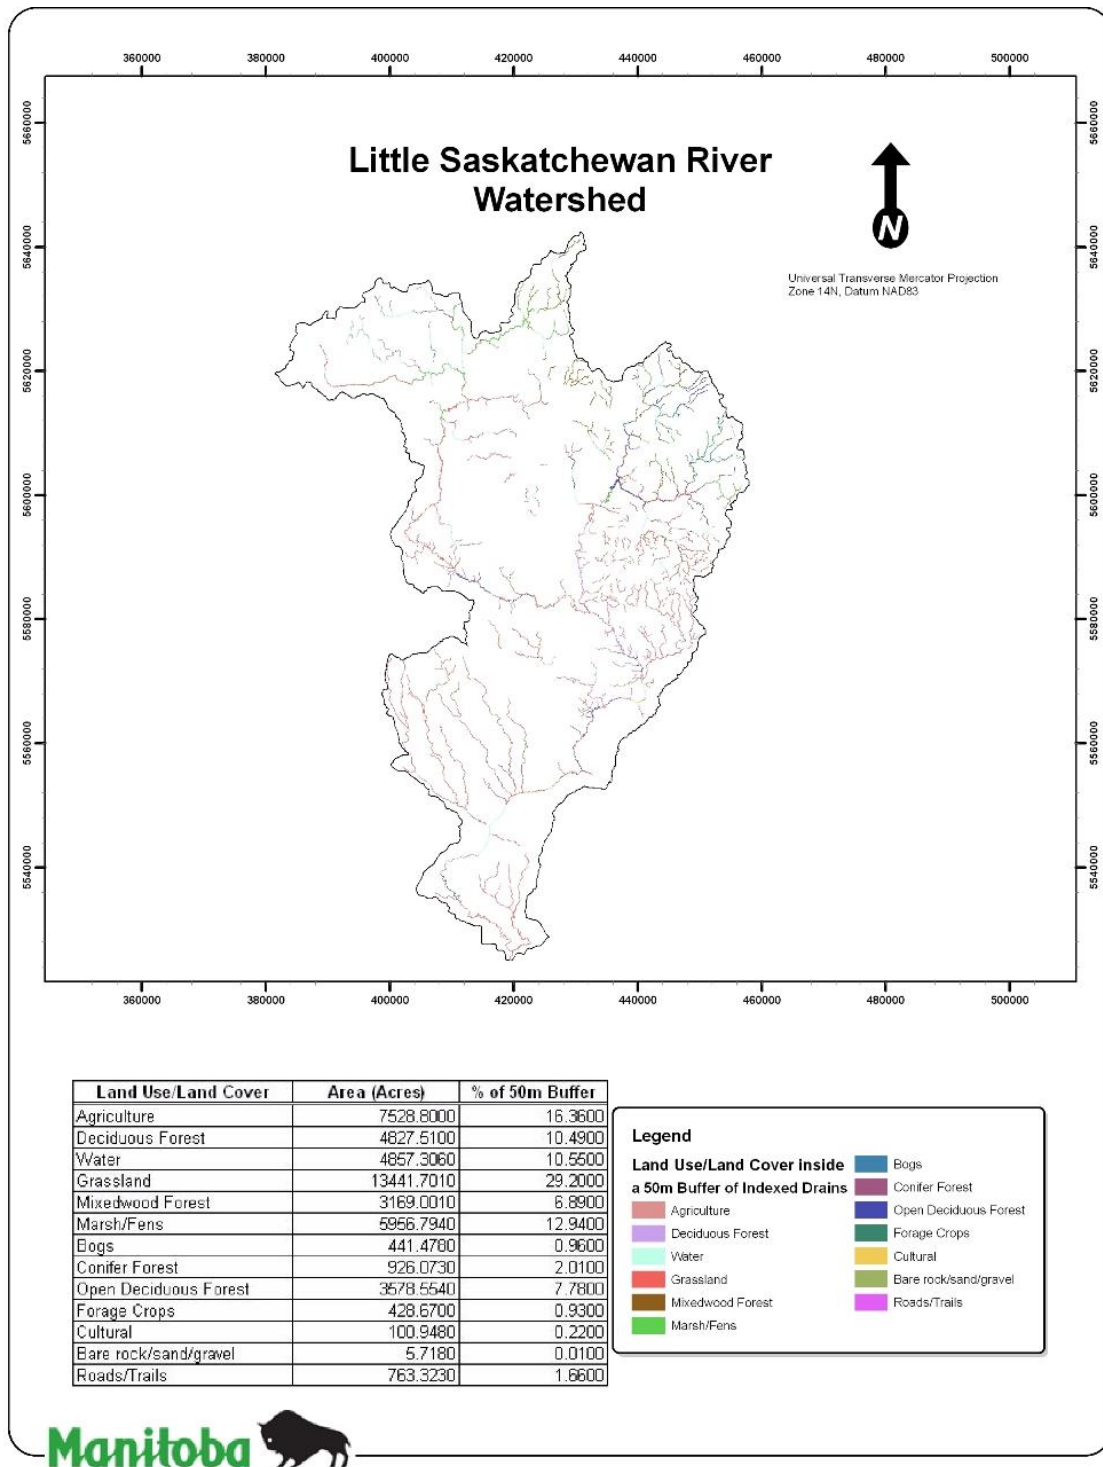 360000 380000 400000 420000 440000 460000 480000 500000
Little Saskatchewan River
Watershed
N
Universal Transverse Mercator Projection
Zone 14N, Datum NAD83
5660000 5660000
5640000 5640000
5620000 5620000
5600000 5600000
5580000 5580000
5560000 5560000
5540000 5540000
360000 380000 400000 420000 440000 460000 480000 500000
Land Use/Land Cover Area (Acres) % of 50m Buffer
Agriculture 7528.8000 16.3600
Deciduous Forest 4827.5100 10.4900
Water 4857.3060 10.5500
Grassland 13441.7010 29.2000
Mixedwood Forest 3169.0010 6.8900
Marsh/Fens 5956.7940 12.9400
Bogs 441.4780 0.9600
Conifer Forest 926.0730 2.0100
Open Deciduous Forest 3578.5540 7.7800
Forage Crops 428.6700 0.9300
Cultural 100.9480 0.2200
Bare rock/sand/gravel 5.7180 0.0100
Roads/Trails 763.3230 1.6600
Legend
Land Use/Land Cover inside
a 50m Buffer of Indexed Drains
Agriculture
Deciduous Forest
Water
Grassland
Mixedwood Forest
Marsh/Fens
Bogs
Conifer Forest
Open Deciduous Forest
Forage Crops
Cultural
Bare rock/sand/gravel
Roads/Trails
Manitoba